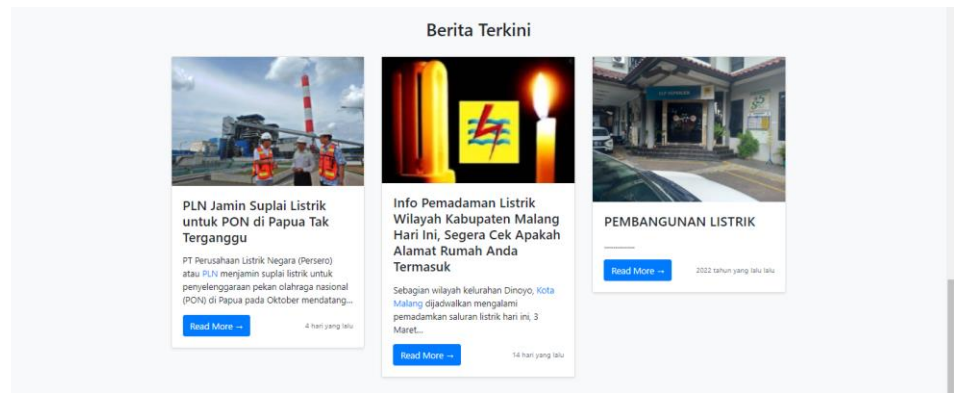 Berita Terkini
PLN Jamin Suplai Listrik
untuk PON di Papua Tak
Terganggu
PT Perusahaan Listrik Negara (Persero)
atau PLN menjamin suplai listrik untuk
penyelenggaraan pekan olahraga nasional
(PON) di Papua pada Oktober mendatang...
Read More →
4 hari yang lalu
Info Pemadaman Listrik
Wilayah Kabupaten Malang
Hari Ini, Segera Cek Apakah
Alamat Rumah Anda
Termasuk
Sebagian wilayah kelurahan Dinoyo, Kota
Malang dijadwalkan mengalami
pemadamkan saluran listrik hari ini, 3
Maret...
Read More →
14 hari yang lalu
PEMBANGUNAN LISTRIK
Read More →
2022 tahun yang lalu lalu